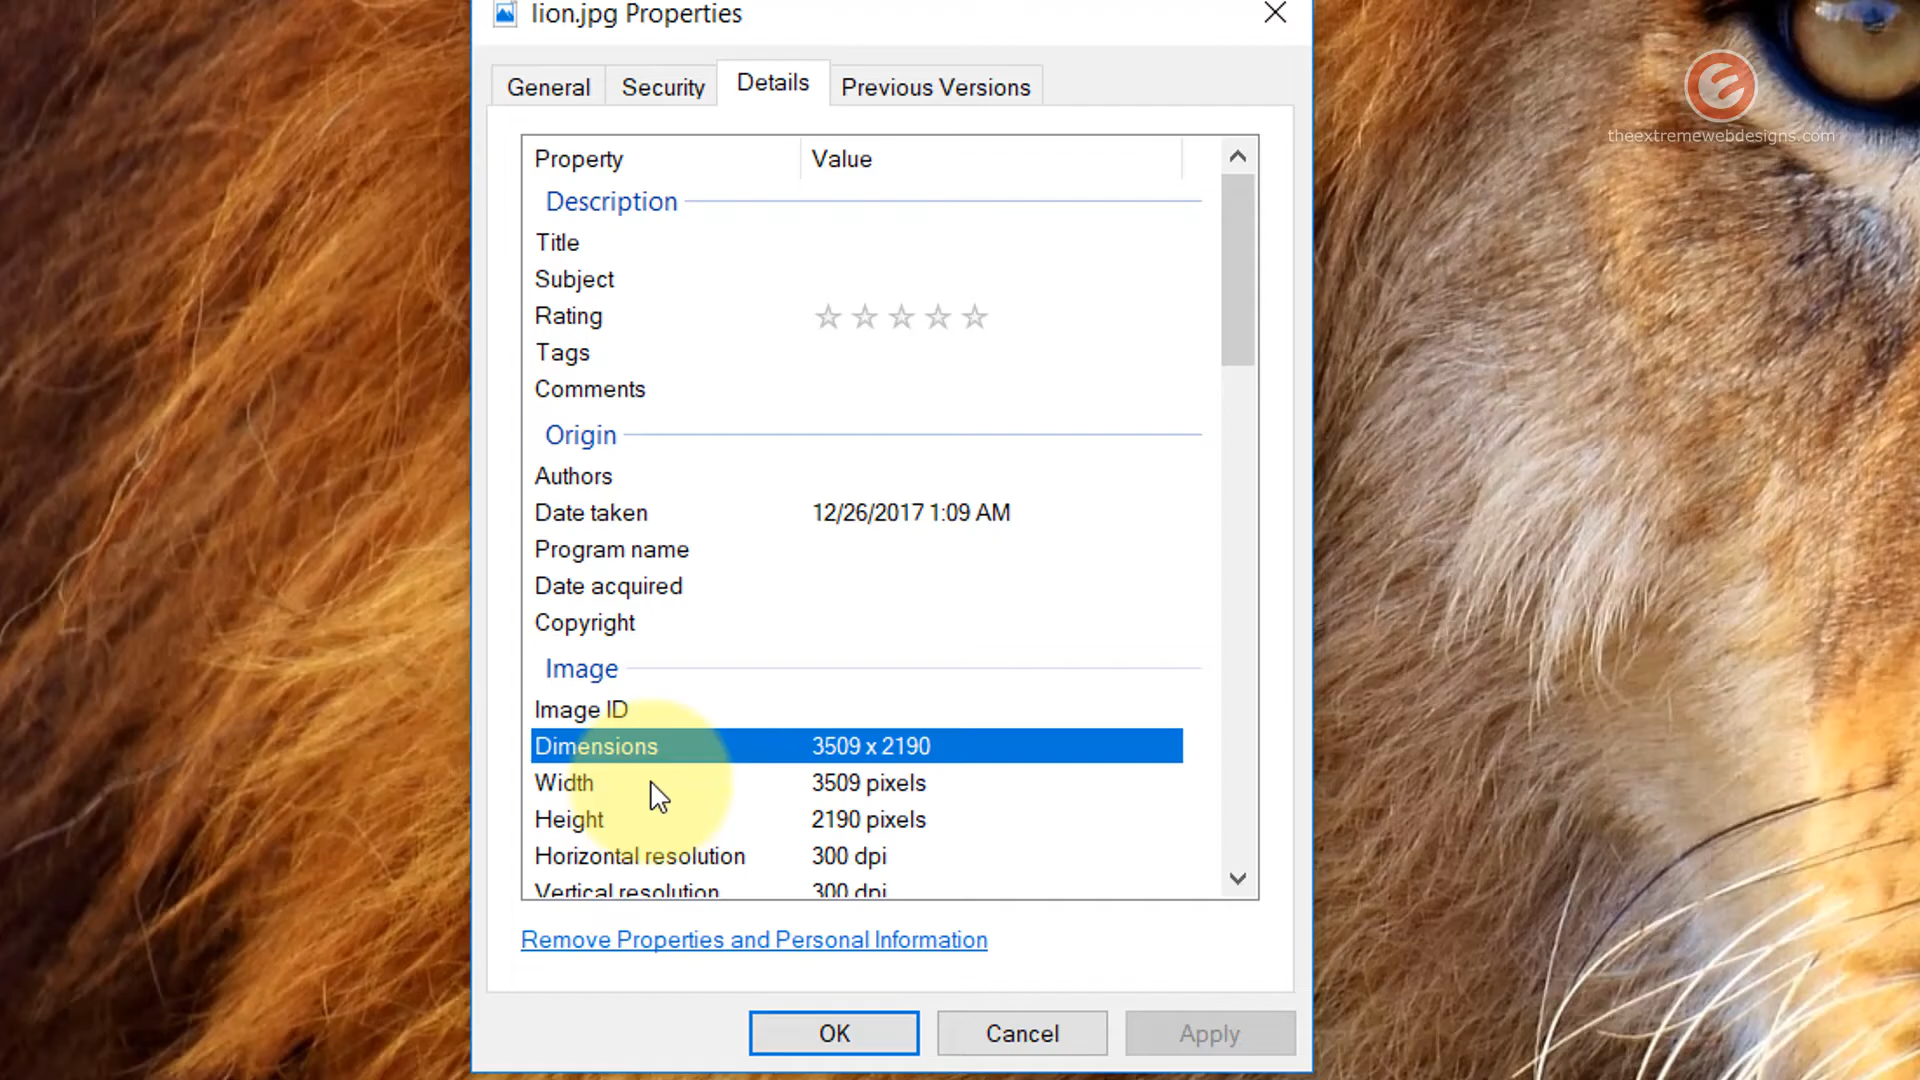 lion.jpg Properties
General Security Details Previous Versions
theextremewebdesigns.com
Property Value
Description
Title
Subject
Rating
Tags
Comments
Origin
Authors
Date taken 12/26/2017 1:09 AM
Program name
Date acquired
Copyright
Image
Image ID
Dimensions 3509 x 2190
Width 3509 pixels
Height 2190 pixels
Horizontal resolution 300 dpi
Vertical resolution 300 dpi
Remove Properties and Personal Information
OK Cancel Apply